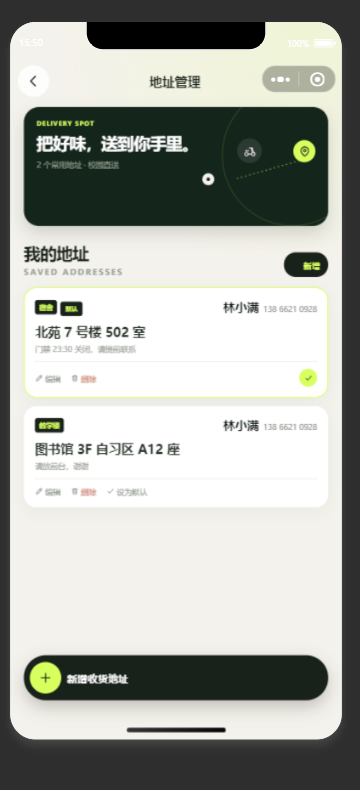 15:50
100%
地址管理
DELIVERY SPOT
把好味，送到你手里。
2 个常用地址 · 校园直送
我的地址
SAVED ADDRESSES
新增
宿舍 默认
林小满 138 6621 0928
北苑 7 号楼 502 室
门禁 23:30 关闭，请提前联系
编辑 删除
教学楼
林小满 138 6621 0928
图书馆 3F 自习区 A12 座
请放前台，谢谢
编辑 删除 设为默认
新增收货地址